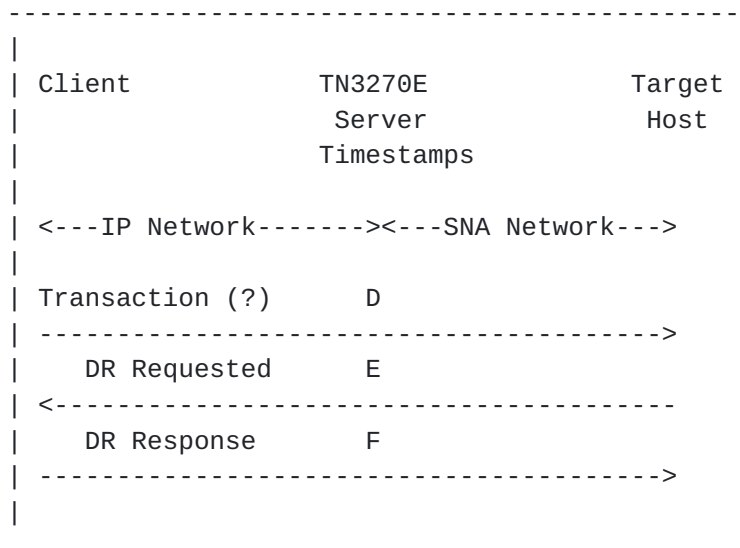 -----------------------------------------------
|
| Client            TN3270E             Target
|                    Server              Host
|                   Timestamps
|
| <---IP Network-------><---SNA Network--->
|
| Transaction (?)      D
| ---------------------------------------->
|    DR Requested      E
| <----------------------------------------
|    DR Response       F
| ---------------------------------------->
|